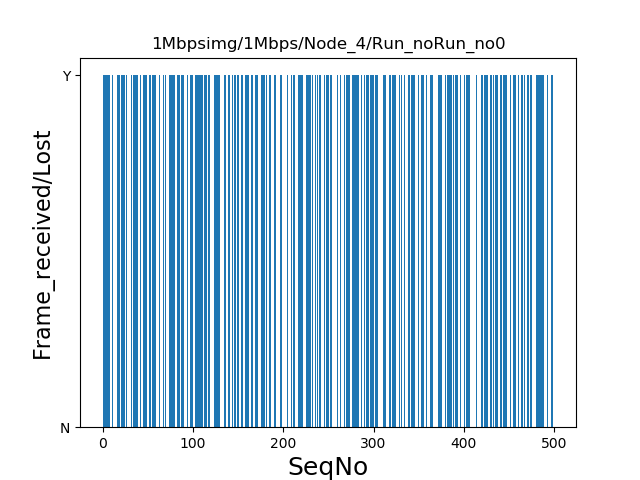 1Mbpsimg/1Mbps/Node_4/Run_noRun_no0
Y
Frame_received/Lost
N
0 100 200 300 400 500
SeqNo